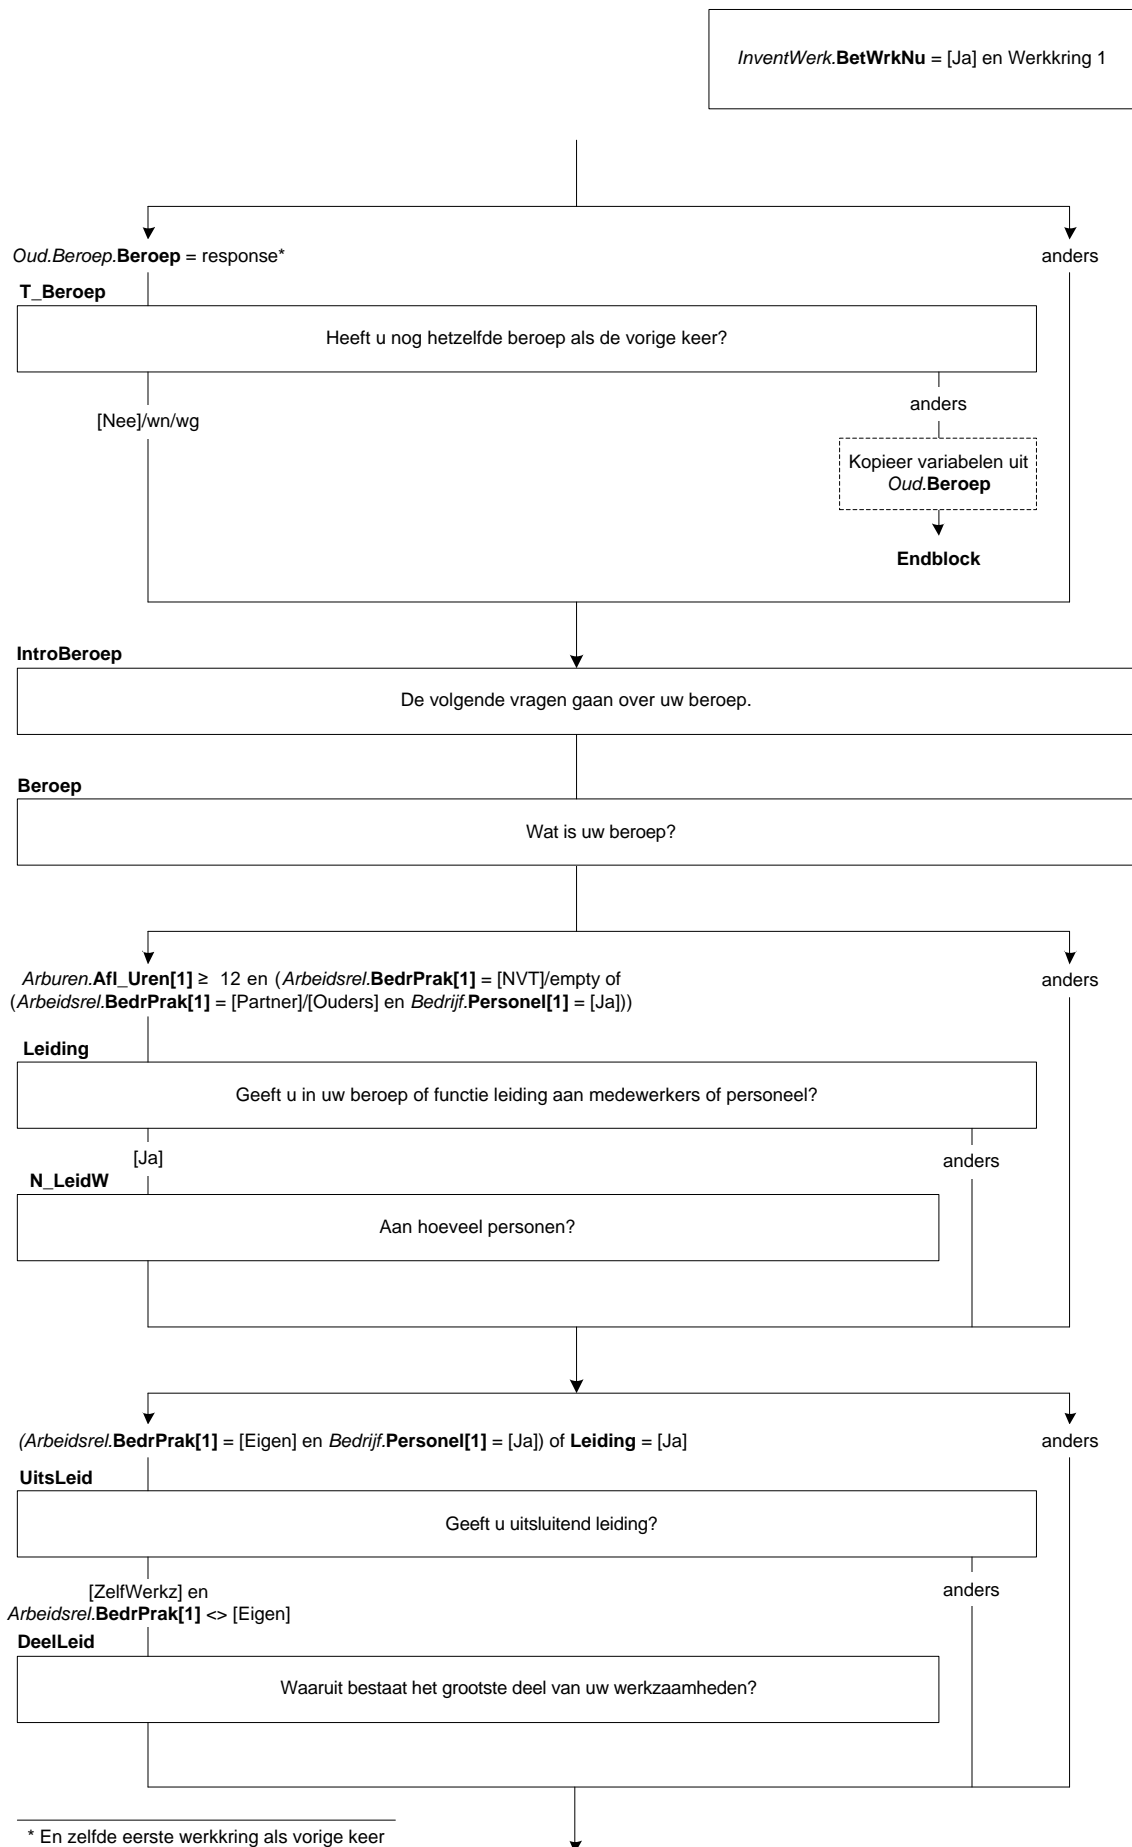 InventWerk.BetWrkNu = [Ja] en Werkkring 1
Oud.Beroep.Beroep = response*
anders
T_Beroep
Heeft u nog hetzelfde beroep als de vorige keer?
[Nee]/wn/wg
anders
Kopieer variabelen uit
Oud.Beroep
Endblock
IntroBeroep
De volgende vragen gaan over uw beroep.
Beroep
Wat is uw beroep?
Arburen.Afl_Uren[1] ≥ 12 en (Arbeidsrel.BedrPrak[1] = [NVT]/empty of
(Arbeidsrel.BedrPrak[1] = [Partner]/[Ouders] en Bedrijf.Personel[1] = [Ja]))
anders
Leiding
Geeft u in uw beroep of functie leiding aan medewerkers of personeel?
[Ja]
anders
N_LeidW
Aan hoeveel personen?
(Arbeidsrel.BedrPrak[1] = [Eigen] en Bedrijf.Personel[1] = [Ja]) of Leiding = [Ja]
anders
UitsLeid
Geeft u uitsluitend leiding?
[ZelfWerkz] en
Arbeidsrel.BedrPrak[1] <> [Eigen]
anders
DeelLeid
Waaruit bestaat het grootste deel van uw werkzaamheden?
* En zelfde eerste werkkring als vorige keer